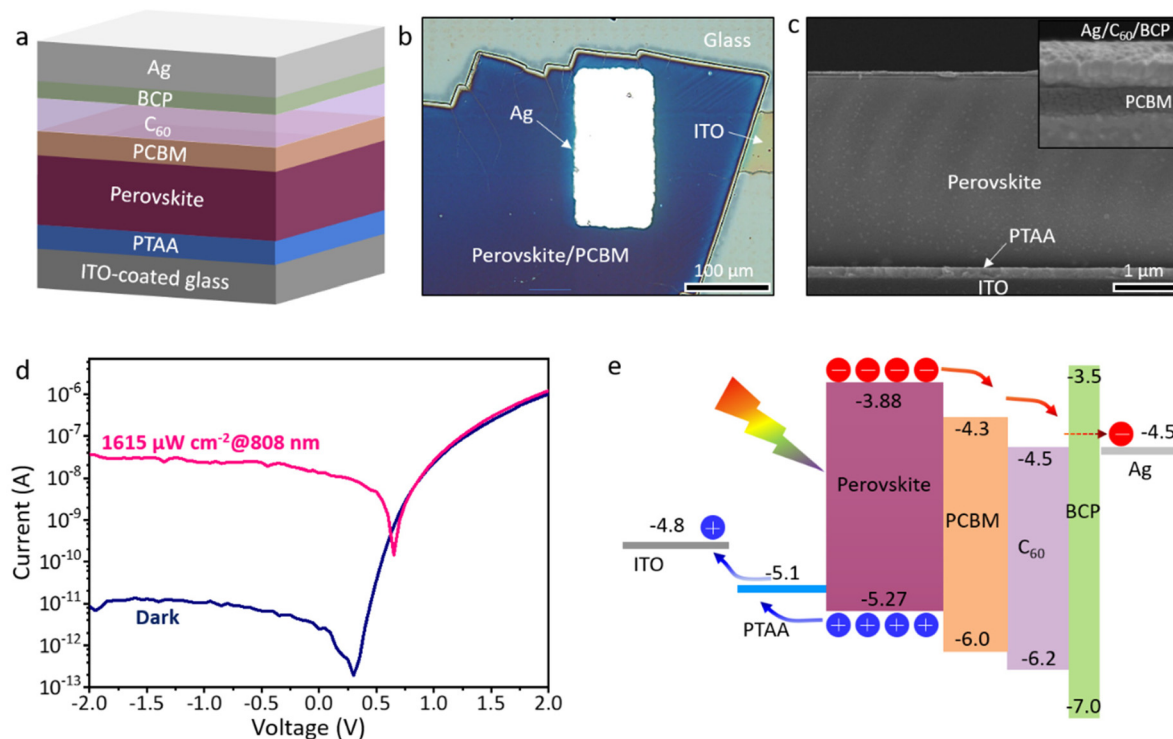 a
Ag
BCP
C₆₀
PCBM
Perovskite
PTAA
ITO-coated glass
b
Glass
Ag
ITO
Perovskite/PCBM
100 μm
c
Ag/C₆₀/BCP
PCBM
Perovskite
PTAA
ITO
1 μm
d
10⁻⁶
10⁻⁷
10⁻⁸
10⁻⁹
10⁻¹⁰
10⁻¹¹
10⁻¹²
10⁻¹³
Current (A)
1615 μW cm⁻²@808 nm
Dark
-2.0 -1.5 -1.0 -0.5 0.0 0.5 1.0 1.5 2.0
Voltage (V)
e
-3.88
Perovskite
-5.27
-4.8
ITO
-5.1
PTAA
-4.3
PCBM
-6.0
-4.5
C₆₀
-6.2
-3.5
BCP
-7.0
-4.5
Ag